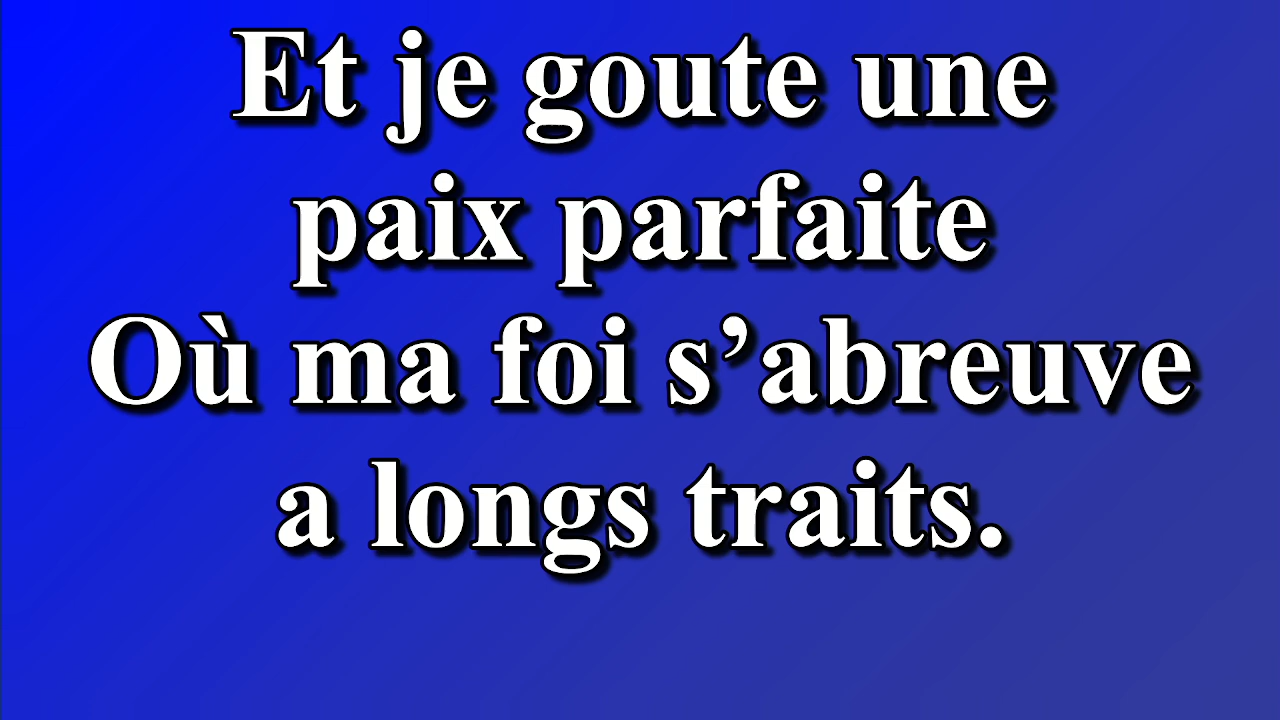 Et je goute une
paix parfaite
Où ma foi s’abreuve
a longs traits.